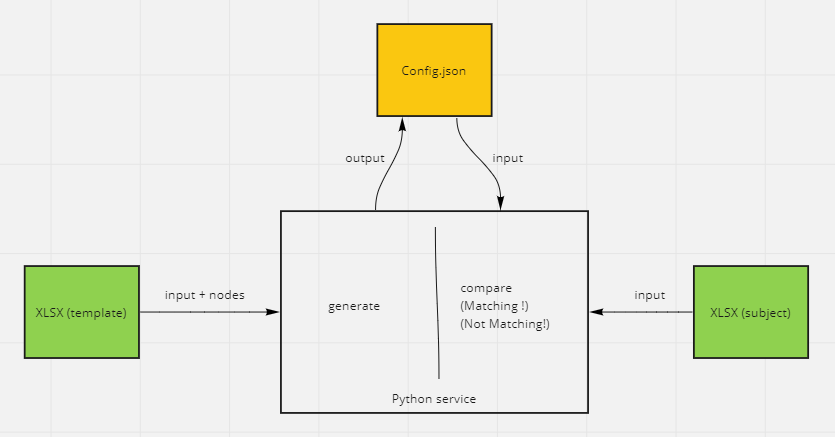 Config.json
output
input
XLSX (template)
input + nodes
generate
compare
(Matching !)
(Not Matching!)
input
XLSX (subject)
Python service